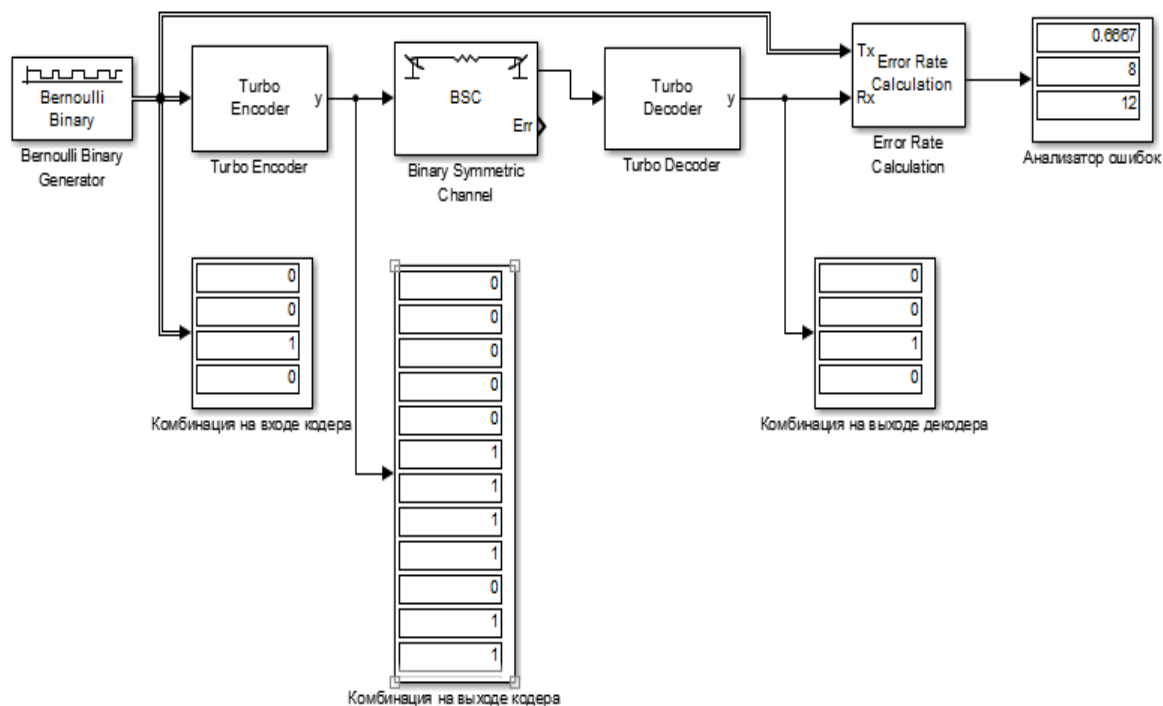 Bernoulli
Binary
Bernoulli Binary
Generator
Turbo
Encoder
y
Turbo Encoder
BSC
Err
Binary Symmetric
Channel
Turbo
Decoder
y
Turbo Decoder
Tx
Rx
Error Rate
Calculation
Error Rate
Calculation
0.6667
8
12
Анализатор ошибок
0
0
1
0
Комбинация на входе кодера
0
0
0
0
0
1
1
1
1
0
1
1
Комбинация на выходе кодера
0
0
1
0
Комбинация на выходе декодера